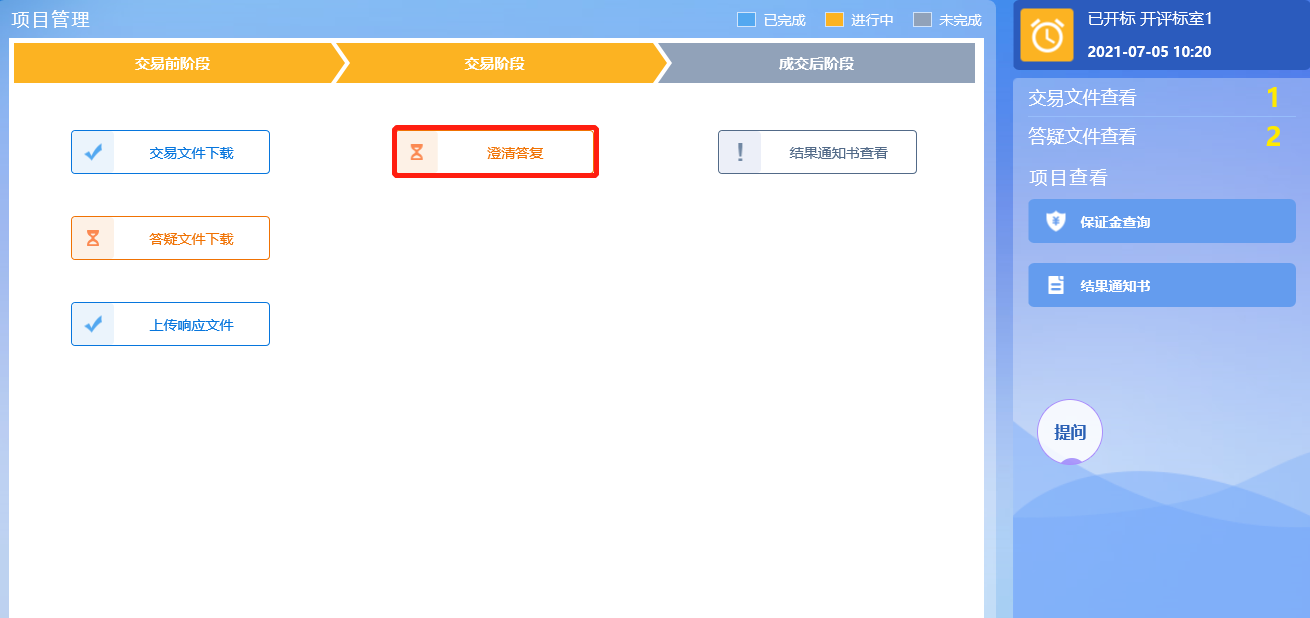 项目管理
已完成 进行中 未完成
交易前阶段 交易阶段 成交后阶段
交易文件下载 澄清答复 结果通知书查看
答疑文件下载
上传响应文件
已开标 开评标室1
2021-07-05 10:20
交易文件查看 1
答疑文件查看 2
项目查看
保证金查询
结果通知书
提问